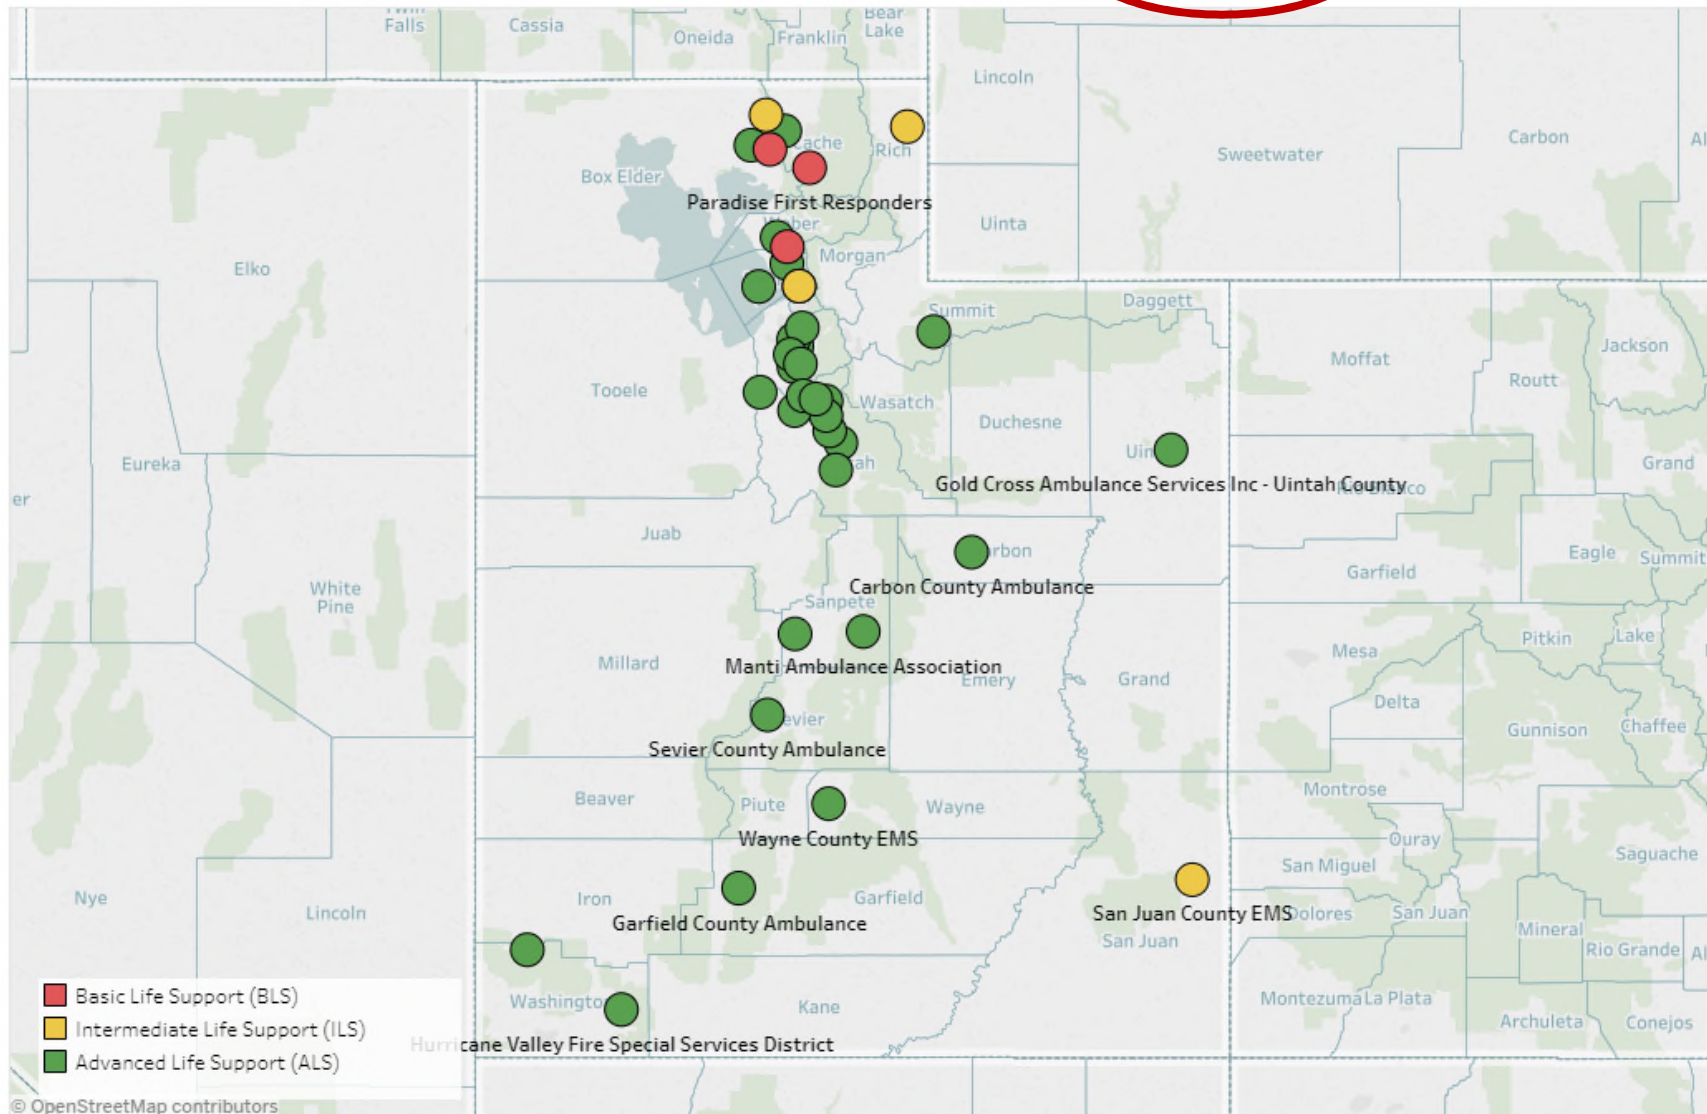 Falls
Cassia
Oneida
Franklin
Bear
Lake
Lincoln
Carbon
Sweetwater
Cache
Rich
Box Elder
Paradise First Responders
Uinta
Morgan
Elko
Summit
Daggett
Moffat
Jackson
Routt
Tooele
Wasatch
Duchesne
Eureka
Grand
Gold Cross Ambulance Services Inc - Uintah County
er
Juab
Carbon County Ambulance
Eagle
Summit
Garfield
White
Pine
Sanpete
Millard
Manti Ambulance Association
Emery
Grand
Mesa
Pitkin
Lake
Delta
Gunnison
Chaffee
Sevier County Ambulance
Beaver
Piute
Wayne
Montrose
Wayne County EMS
Ouray
San Miguel
Saguache
Nye
Lincoln
Iron
Garfield
Garfield County Ambulance
San Juan County EMS
Dolores
San Juan
San Juan
Mineral
Rio Grande
Al
Basic Life Support (BLS)
Intermediate Life Support (ILS)
Advanced Life Support (ALS)
Washington
Kane
Montezuma
La Plata
Archuleta
Conejos
Hurricane Valley Fire Special Services District
© OpenStreetMap contributors